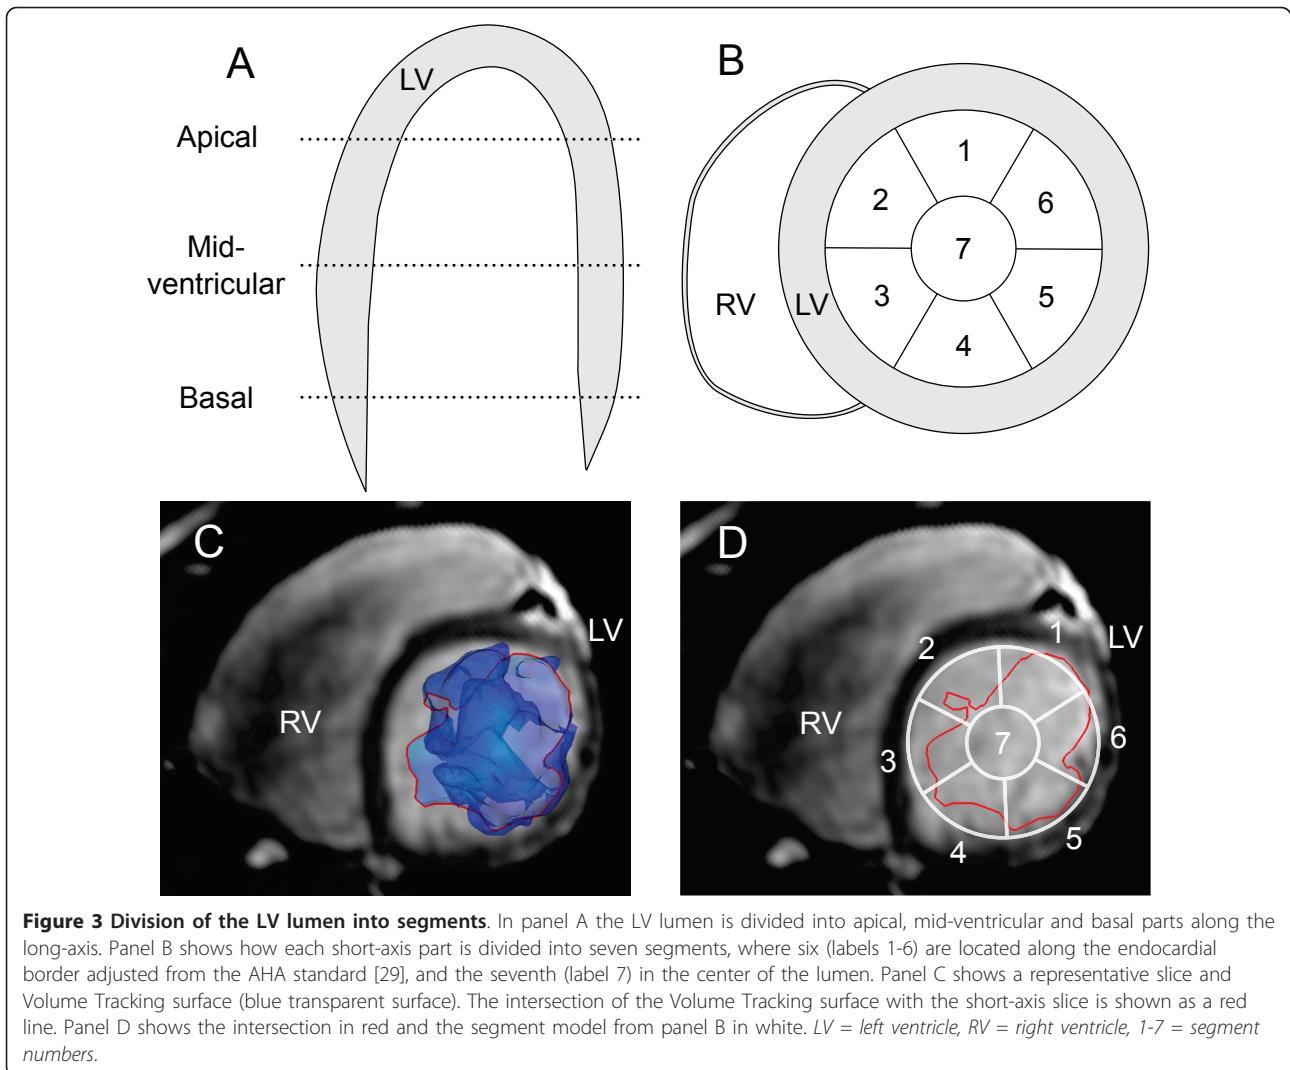 A
LV
Apical
Mid-
ventricular
Basal
B
1
2
6
7
3
5
RV
LV
4
C
LV
RV
D
1
2
LV
RV
7
6
3
5
4
Figure 3 Division of the LV lumen into segments. In panel A the LV lumen is divided into apical, mid-ventricular and basal parts along the
long-axis. Panel B shows how each short-axis part is divided into seven segments, where six (labels 1-6) are located along the endocardial
border adjusted from the AHA standard [29], and the seventh (label 7) in the center of the lumen. Panel C shows a representative slice and
Volume Tracking surface (blue transparent surface). The intersection of the Volume Tracking surface with the short-axis slice is shown as a red
line. Panel D shows the intersection in red and the segment model from panel B in white. LV = left ventricle, RV = right ventricle, 1-7 = segment
numbers.